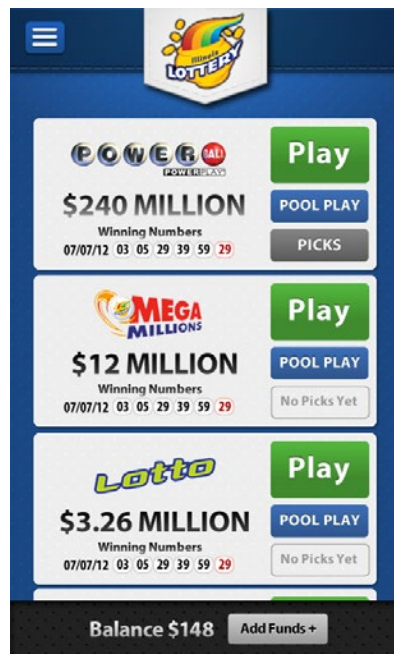 Illinois
LOTTERY
POWERBALL
POWERPLAY
Play
$240 MILLION
POOL PLAY
Winning Numbers
07/07/12 03 05 29 39 59 29
PICKS
MEGA
MILLIONS
Play
$12 MILLION
POOL PLAY
Winning Numbers
07/07/12 03 05 29 39 59 29
No Picks Yet
Lotto
Play
$3.26 MILLION
POOL PLAY
Winning Numbers
07/07/12 03 05 29 39 59 29
No Picks Yet
Balance $148 Add Funds +